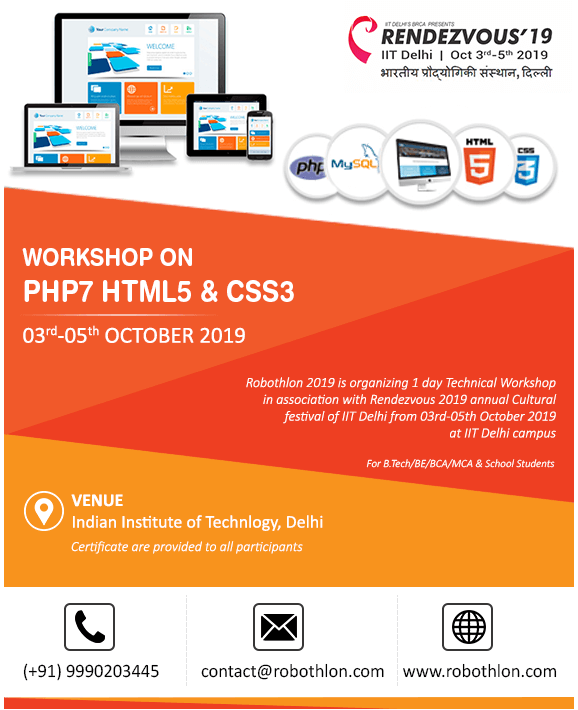 IIT DELHI'S BRCA PRESENTS
RENDEZVOUS'19
IIT Delhi | Oct 3rd-5th 2019
भारतीय प्रौद्योगिकी संस्थान, दिल्ली
WELCOME
WELCOME
WELCOME
php
MySQL
HTML
5
CSS
3
WORKSHOP ON
PHP7 HTML5 & CSS3
03rd-05th OCTOBER 2019
Robothlon 2019 is organizing 1 day Technical Workshop
in association with Rendezvous 2019 annual Cultural
festival of IIT Delhi from 03rd-05th October 2019
at IIT Delhi campus
For B.Tech/BE/BCA/MCA & School Students
VENUE
Indian Institute of Technlogy, Delhi
Certificate are provided to all participants
(+91) 9990203445
contact@robothlon.com
www.robothlon.com